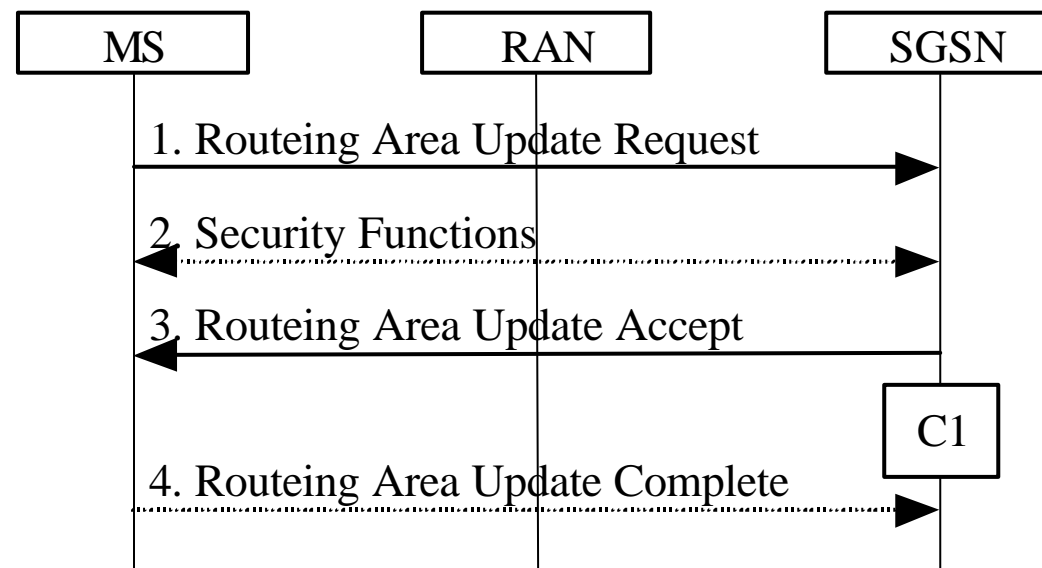 MS RAN SGSN
1. Routeing Area Update Request
2. Security Functions
3. Routeing Area Update Accept
C1
4. Routeing Area Update Complete